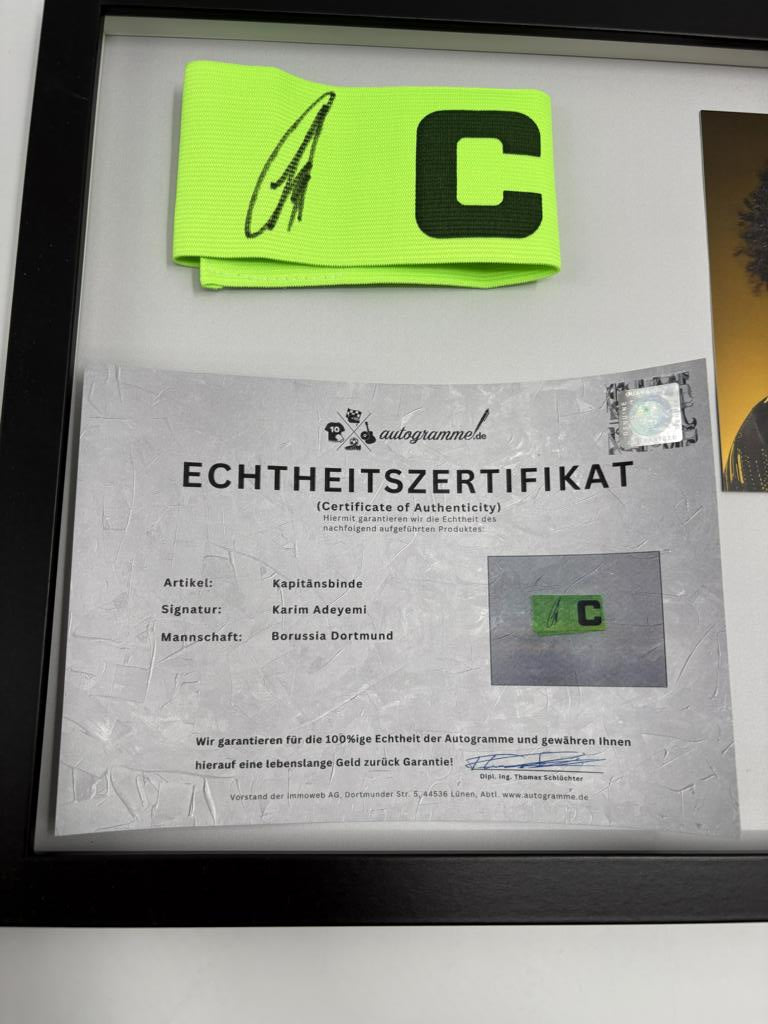 C
10
autogramme.de
ECHTHEITSZERTIFIKAT
(Certificate of Authenticity)
Hiermit garantieren wir die Echtheit des
nachfolgend aufgeführten Produktes:
Artikel: Kapitänsbinde
Signatur: Karim Adeyemi
Mannschaft: Borussia Dortmund
C
Wir garantieren für die 100%ige Echtheit der Autogramme und gewähren Ihnen
hierauf eine lebenslange Geld zurück Garantie!
Dipl. Ing. Thomas Schlüchter
Vorstand der immoweb AG, Dortmunder Str. 5, 44536 Lünen, Abtl. www.autogramme.de